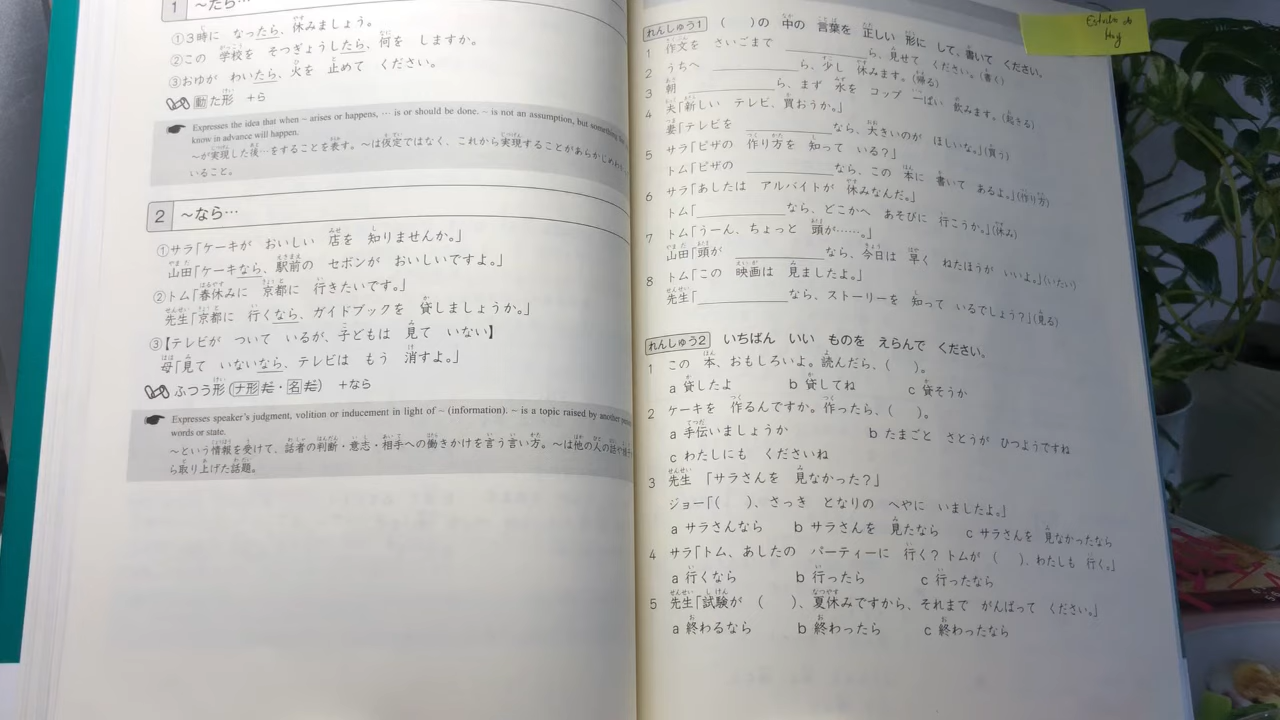 1 ～たら…
①3時に なったら、休みましょう。
②この 学校を そつぎょうしたら、何を しますか。
③おゆが わいたら、火を 止めて ください。
動た形 +ら
Expresses the idea that when ~ arises or happens, … is or should be done. ~ is not an assumption, but something
know in advance will happen.
～が実現した後…をすることを表す。～は仮定ではなく、これから実現することがあらかじめわ
いること。
2 ～なら…
①サラ「ケーキが おいしい 店を 知りませんか。」
山田「ケーキなら、駅前の セボンが おいしいですよ。」
②トム「春休みに 京都に 行きたいです。」
先生「京都に 行くなら、ガイドブックを 貸しましょうか。」
③【テレビが ついて いるが、子どもは 見て いない】
母「見て いないなら、テレビは もう 消すよ。」
ふつう形（ナ形だ・名だ） +なら
Expresses speaker's judgment, volition or inducement in light of ~ (information). ~ is a topic raised by another
words or state.
～という情報を受けて、話者の判断・意志・相手への働きかけを言う言い方。～は他の人の話や
ら取り上げた話題。
Estudio de
Hoy
れんしゅう1 （ ）の 中の 言葉を 正しい 形に して、書いて ください。
1 作文を さいごまで ＿＿＿＿ら、見せて ください。(書く)
2 うちへ ＿＿＿＿ら、少し 休みます。(帰る)
3 朝 ＿＿＿＿ら、まず 水を コップ 一ぱい 飲みます。(起きる)
4 夫「新しい テレビ、買おうか。」
妻「テレビを ＿＿＿＿なら、大きいのが ほしいな。」(買う)
5 サラ「ピザの 作り方を 知って いる？」
トム「ピザの ＿＿＿＿なら、この 本に 書いて あるよ。」(作り方)
6 サラ「あしたは アルバイトが 休みなんだ。」
トム「＿＿＿＿なら、どこかへ あそびに 行こうか。」(休み)
7 トム「うーん、ちょっと 頭が……。」
山田「頭が ＿＿＿＿なら、今日は 早く ねたほうが いいよ。」(いたい)
8 トム「この 映画は 見ましたよ。」
先生「＿＿＿＿なら、ストーリーを 知って いるでしょう？」(見る)
れんしゅう2 いちばん いい ものを えらんで ください。
1 この 本、おもしろいよ。読んだら、（ ）。
a 貸したよ b 貸してね c 貸そうか
2 ケーキを 作るんですか。作ったら、（ ）。
a 手伝いましょうか b たまごと さとうが ひつようですね
c わたしにも くださいね
3 先生 「サラさんを 見なかった？」
ジョー「（ ）、さっき となりの へやに いましたよ。」
a サラさんなら b サラさんを 見たなら c サラさんを 見なかったなら
4 サラ「トム、あしたの パーティーに 行く？ トムが （ ）、わたしも 行く。」
a 行くなら b 行ったら c 行ったなら
5 先生「試験が （ ）、夏休みですから、それまで がんばって ください。」
a 終わるなら b 終わったら c 終わったなら